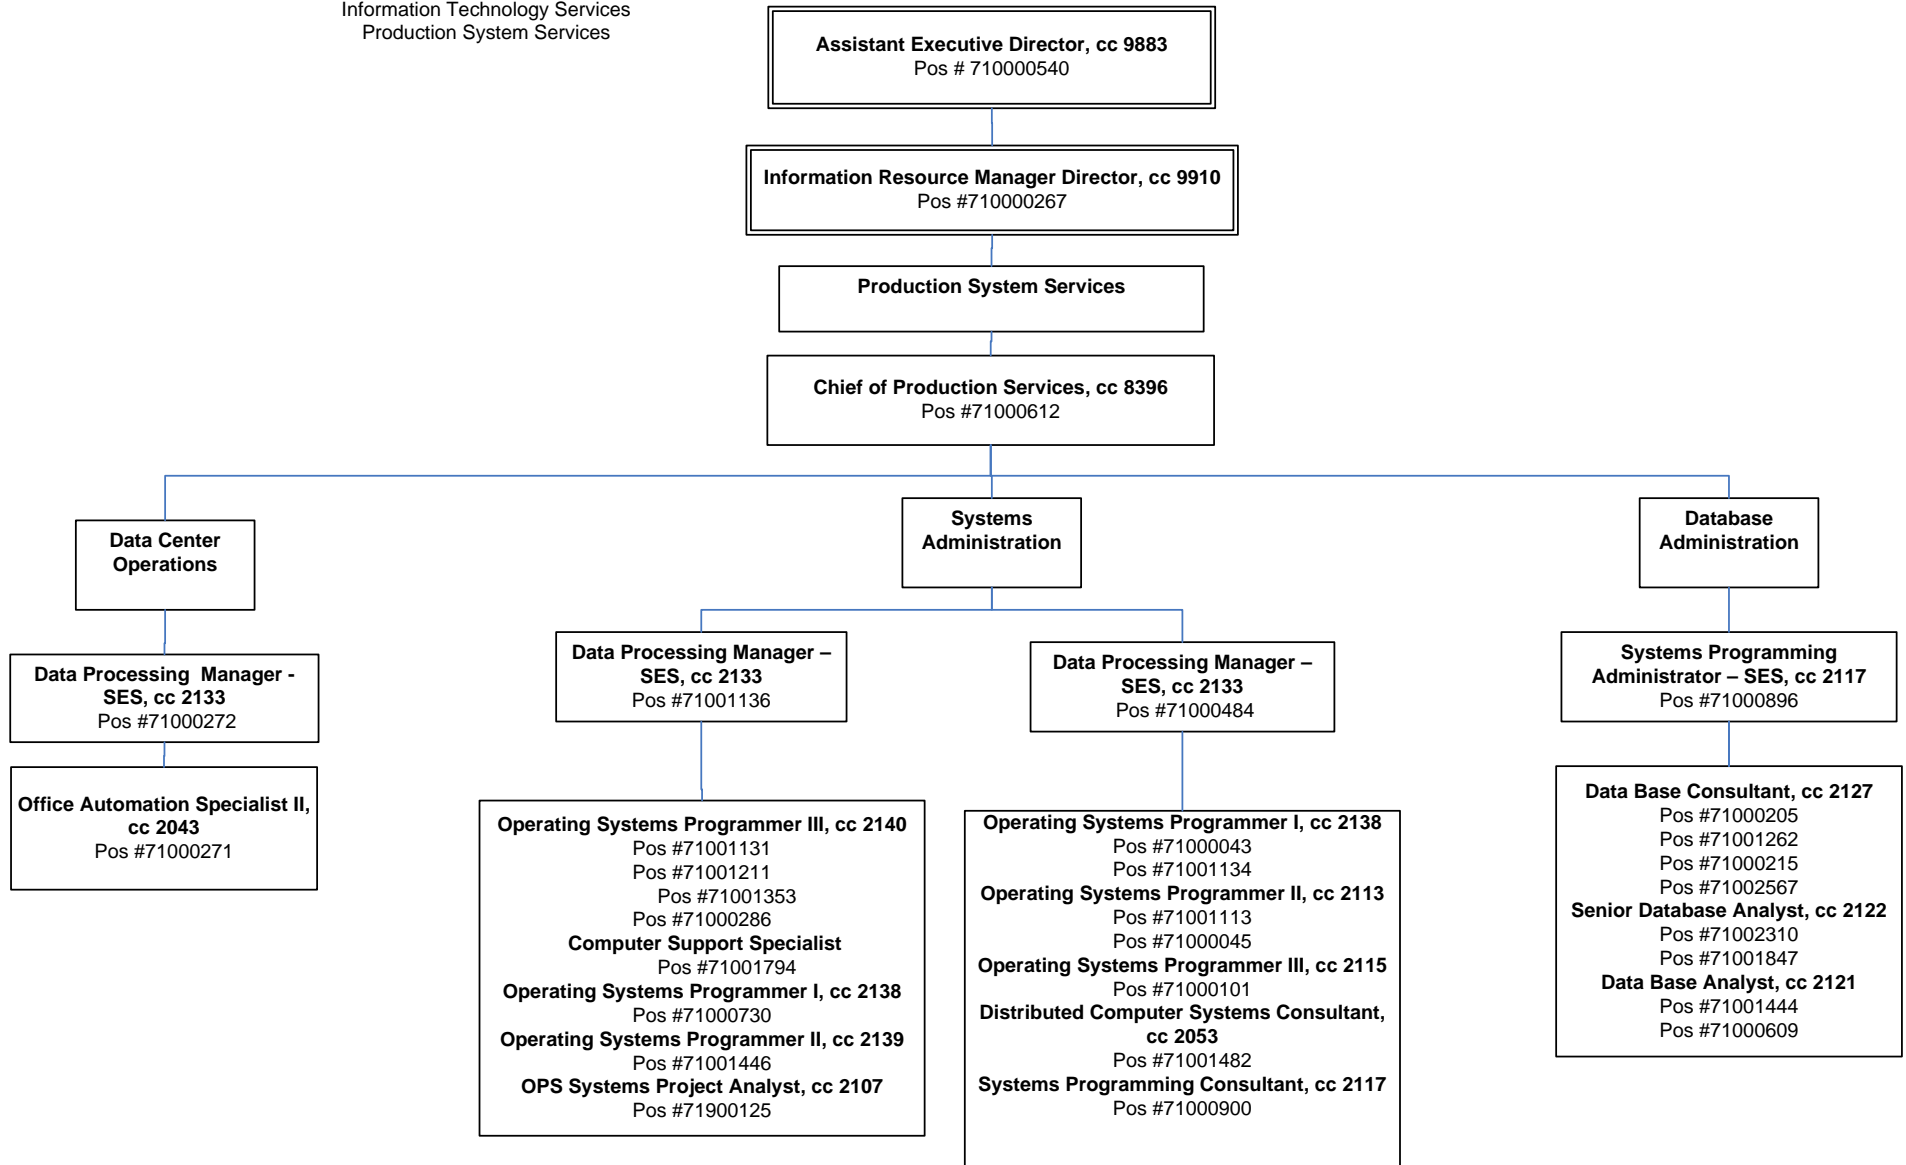 Information Technology Services
Production System Services
Assistant Executive Director, cc 9883
Pos # 710000540
Information Resource Manager Director, cc 9910
Pos #710000267
Production System Services
Chief of Production Services, cc 8396
Pos #71000612
Data Center
Operations
Systems
Administration
Database
Administration
Data Processing  Manager -
SES, cc 2133
Pos #71000272
Office Automation Specialist II,
cc 2043
Pos #71000271
Data Processing Manager –
SES, cc 2133
Pos #71001136
Operating Systems Programmer III, cc 2140
Pos #71001131
Pos #71001211
Pos #71001353
Pos #71000286
Computer Support Specialist
Pos #71001794
Operating Systems Programmer I, cc 2138
Pos #71000730
Operating Systems Programmer II, cc 2139
Pos #71001446
OPS Systems Project Analyst, cc 2107
Pos #71900125
Data Processing Manager –
SES, cc 2133
Pos #71000484
Operating Systems Programmer I, cc 2138
Pos #71000043
Pos #71001134
Operating Systems Programmer II, cc 2113
Pos #71001113
Pos #71000045
Operating Systems Programmer III, cc 2115
Pos #71000101
Distributed Computer Systems Consultant,
cc 2053
Pos #71001482
Systems Programming Consultant, cc 2117
Pos #71000900
Systems Programming
Administrator – SES, cc 2117
Pos #71000896
Data Base Consultant, cc 2127
Pos #71000205
Pos #71001262
Pos #71000215
Pos #71002567
Senior Database Analyst, cc 2122
Pos #71002310
Pos #71001847
Data Base Analyst, cc 2121
Pos #71001444
Pos #71000609